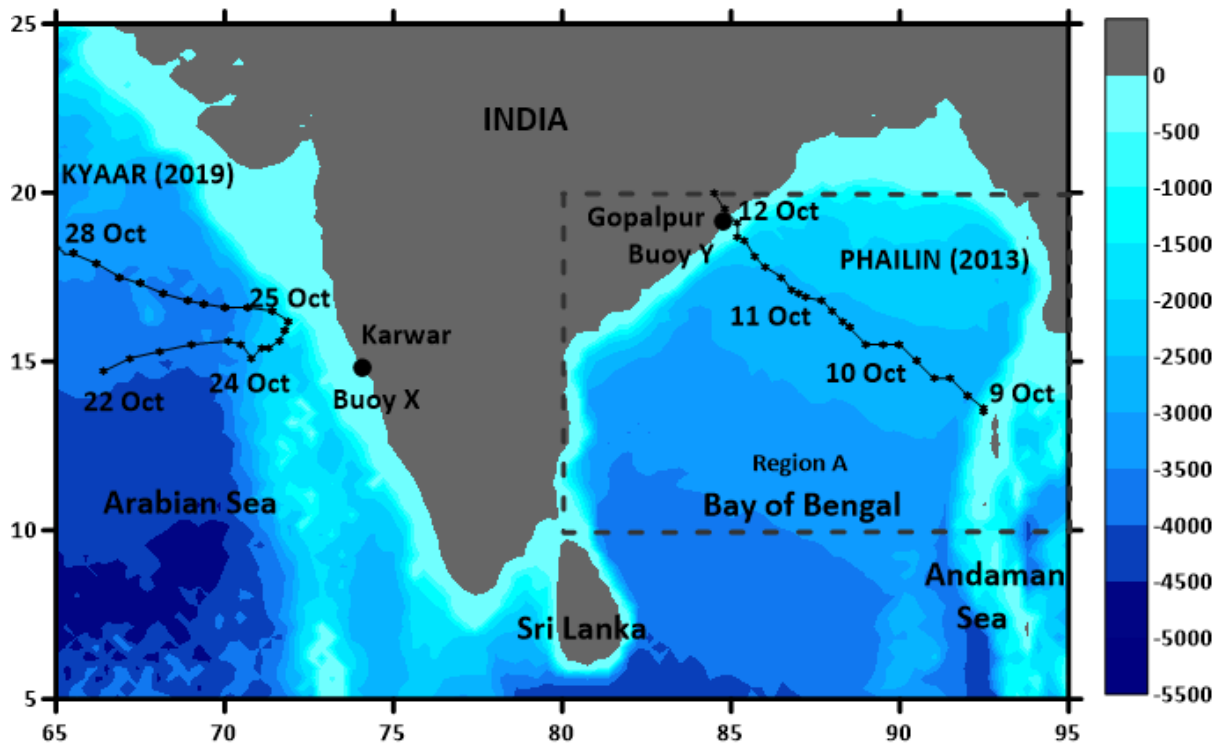 25
20
15
10
5
65
70
75
80
85
90
95
INDIA
KYAAR (2019)
28 Oct
25 Oct
24 Oct
22 Oct
Karwar
Buoy X
Arabian Sea
Gopalpur
Buoy Y
12 Oct
PHAILIN (2013)
11 Oct
10 Oct
9 Oct
Region A
Bay of Bengal
Andaman
Sea
Sri Lanka
0
-500
-1000
-1500
-2000
-2500
-3000
-3500
-4000
-4500
-5000
-5500